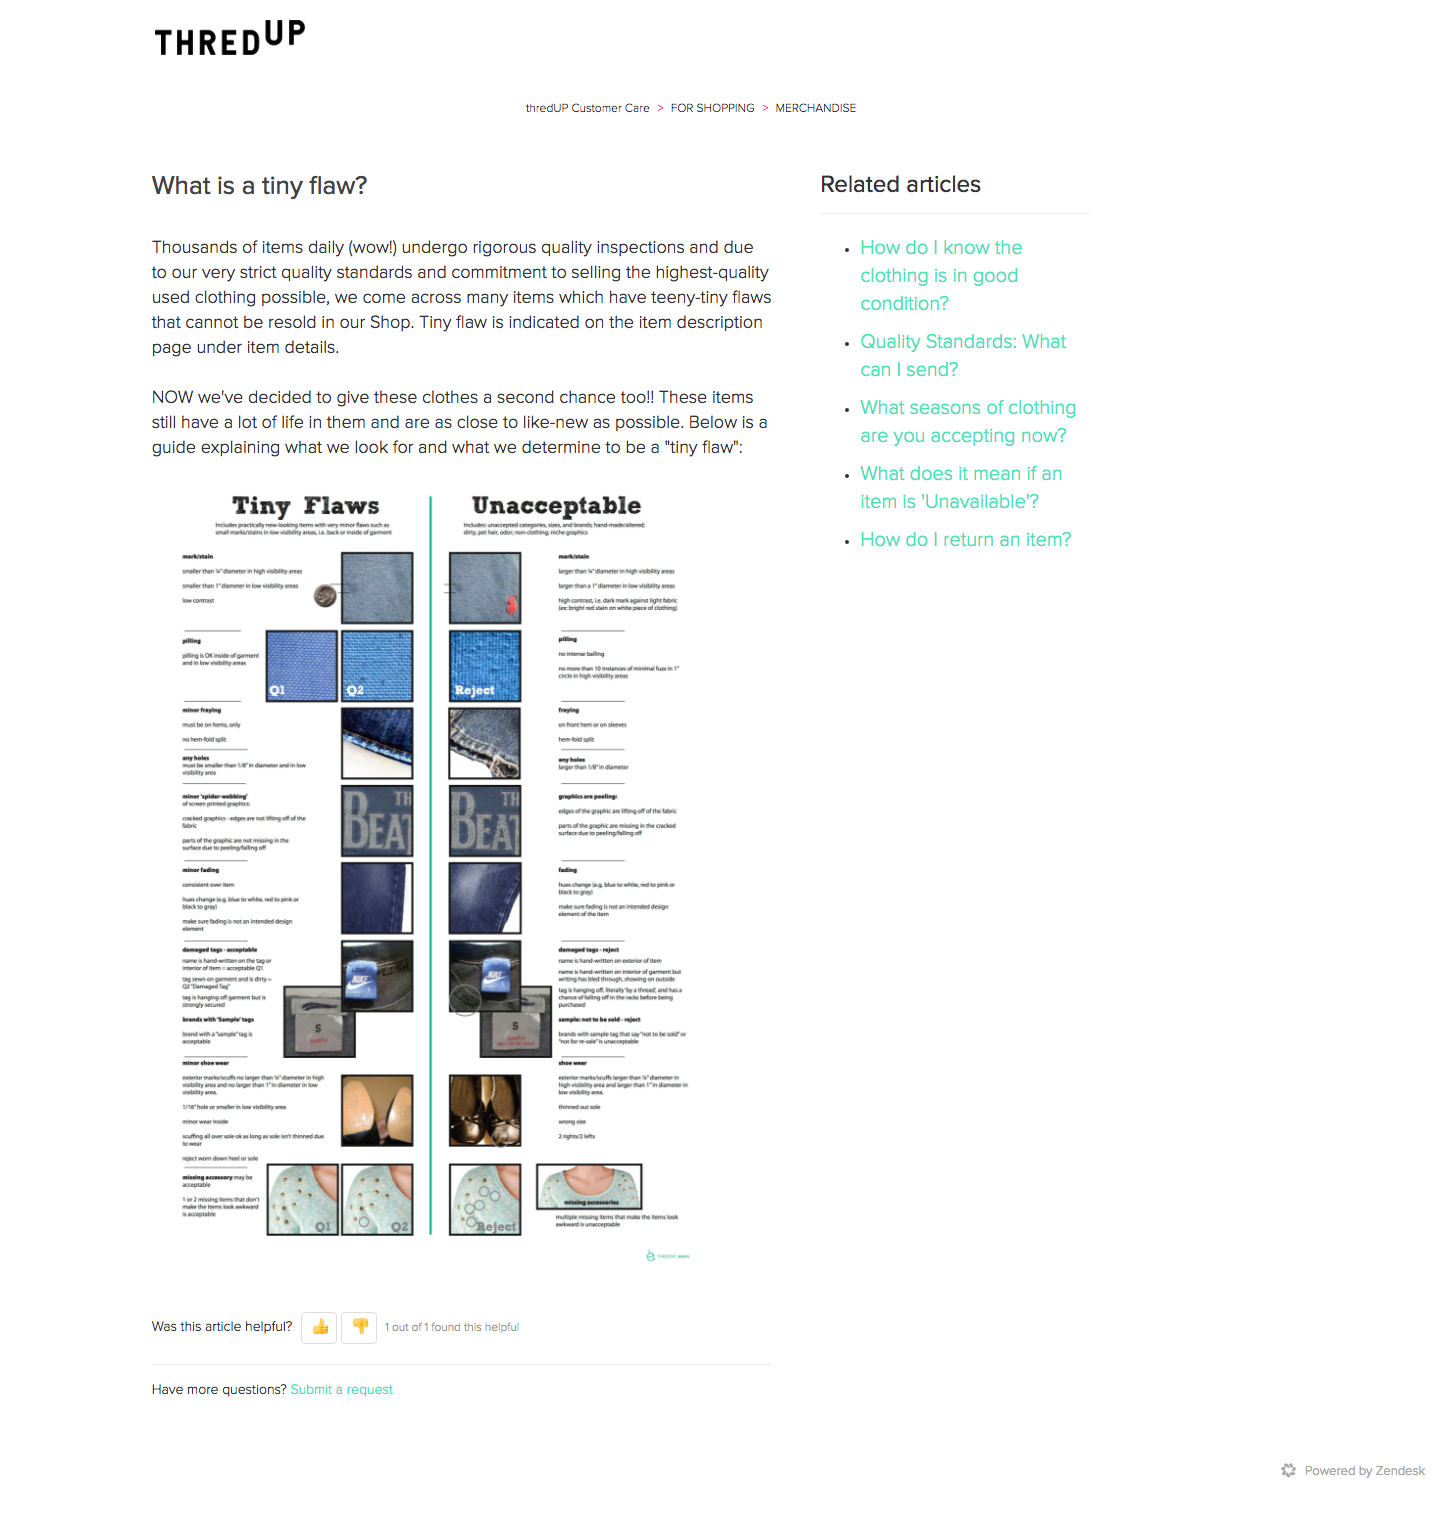 THREDUP
thredUP Customer Care > FOR SHOPPING > MERCHANDISE
What is a tiny flaw?
Thousands of items daily (wow!) undergo rigorous quality inspections and due
to our very strict quality standards and commitment to selling the highest-quality
used clothing possible, we come across many items which have teeny-tiny flaws
that cannot be resold in our Shop. Tiny flaw is indicated on the item description
page under item details.
NOW we've decided to give these clothes a second chance too!! These items
still have a lot of life in them and are as close to like-new as possible. Below is a
guide explaining what we look for and what we determine to be a "tiny flaw":
Tiny Flaws
Includes practically new-looking items with very minor flaws such as
small marks/stains in low visibility areas, i.e. back or inside of garment
mark/stain
smaller than ¼" diameter in high visibility areas
smaller than 1" diameter in low visibility areas
low contrast
pilling
pilling is OK inside of garment
and in low visibility areas
Q1
Q2
minor fraying
must be on hems, only
no hem-fold split
any holes
must be smaller than 1/8" in diameter and in low
visibility area
minor 'spider-webbing'
of screen printed graphics:
cracked graphics - edges are not lifting off of the
fabric
parts of the graphic are not missing in the
surface due to peeling/falling off
TH
BEAT
minor fading
consistent over item
hues change (e.g. blue to white, red to pink or
black to gray)
make sure fading is not an intended design
element
damaged tags - acceptable
name is hand-written on the tag or
interior of item = acceptable Q1
tag sewn on garment and is dirty =
Q2 "Damaged Tag"
tag is hanging off garment but is
strongly secured
NIKE
brands with 'Sample' tags
brand with a "sample" tag is
acceptable
S
SAMPLE
minor shoe wear
exterior marks/scuffs no larger than ¼" diameter in high
visibility area and no larger than 1" in diameter in low
visibility area.
1/16" hole or smaller in low visibility area
minor wear inside
scuffing all over sole ok as long as sole isn't thinned due
to wear
reject worn down heel or sole
missing accessory may be
acceptable
1 or 2 missing items that don't
make the items look awkward
is acceptable
Q1
Q2
Unacceptable
Includes: unaccepted categories, sizes, and brands; hand-made/altered;
dirty, pet hair, odor; non-clothing; niche graphics
mark/stain
larger than ¼" diameter in high visibility areas
larger than a 1" diameter in low visibility areas
high contrast, i.e. dark mark against light fabric
(ex: bright red stain on white piece of clothing)
pilling
no intense balling
no more than 10 instances of minimal fuzz in 1"
circle in high visibility areas
Reject
fraying
on front hem or on sleeves
hem-fold split
any holes
larger than 1/8" in diameter
graphics are peeling:
edges of the graphic are lifting off of the fabric
parts of the graphic are missing in the cracked
surface due to peeling/falling off
TH
BEAT
fading
hues change (e.g. blue to white, red to pink or
black to gray)
make sure fading is not an intended design
element of the item
damaged tags - reject
name is hand-written on exterior of item
name is hand-written on interior of garment but
writing has bled through, showing on outside
tag is hanging off, literally 'by a thread', and has a
chance of falling off in the racks before being
purchased
NIKE
sample: not to be sold - reject
brands with sample tag that say "not to be sold" or
"not for re-sale" is unacceptable
S
SAMPLE
NOT TO BE SOLD
shoe wear
exterior marks/scuffs larger than ¼" diameter in
high visibility area and larger than 1" in diameter in
low visibility area.
thinned out sole
wrong size
2 rights/2 lefts
Reject
missing accessories
multiple missing items that make the items look
awkward is unacceptable
THREDUP
Was this article helpful?
1 out of 1 found this helpful
Have more questions? Submit a request
Related articles
How do I know the
clothing is in good
condition?
Quality Standards: What
can I send?
What seasons of clothing
are you accepting now?
What does it mean if an
item is 'Unavailable'?
How do I return an item?
Powered by Zendesk